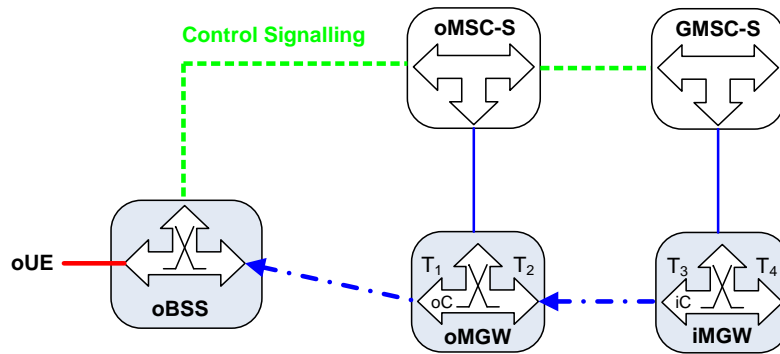 oMSC-S
GMSC-S
Control Signalling
oUE
oBSS
T1
T2
oC
oMGW
T3
T4
iC
iMGW